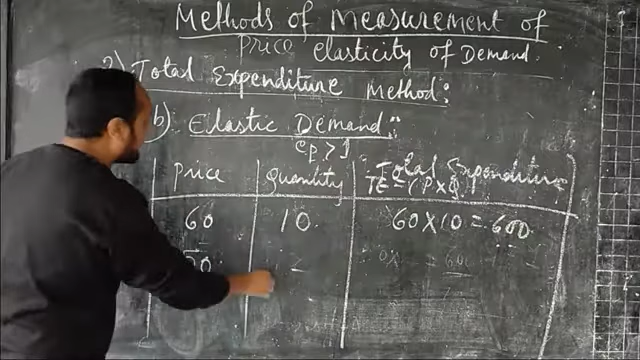 Methods of Measurement of
Price elasticity of Demand.
2) Total Expenditure Method:
b) Elastic Demand:
ep > 1
Price Quantity Total Expenditure
TE = (P x Q)
60 10 60 x 10 = 600